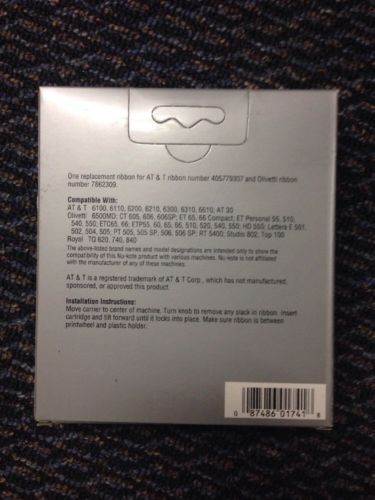 One replacement ribbon for AT & T ribbon number 405779307 and Olivetti ribbon
number 7862309.
Compatible With:
AT & T 6100, 6110, 6200, 6210, 6300, 6310, 6610; AT 30
Olivetti 6500MD; CT 605, 606, 606SP; ET 65, 66 Compact; ET Personal S5, 510,
540, 550; ETC65, 66; ETP55, 60, 65, 66, 510, 520, 540, 550; HD 550; Lettera E 501,
502, 504, 505; PT 505, 505 SP; 506, 506 SP; RT 5400; Studio 802; Top 100
Royal TQ 620, 740, 840
The above-listed brand names and model designations are intended only to show the
compatibility of this Nu-kote product with various machines. Nu-kote is not affiliated
with the manufacturer of any of these machines.
AT & T is a registered trademark of AT & T Corp., which has not manufactured,
sponsored, or approved this product.
Installation Instructions:
Move carrier to center of machine. Turn knob to remove any slack in ribbon insert
cartridge and tilt forward until it locks into place. Make sure ribbon is between
printwheel and plastic holder.
0 87486 01741 8